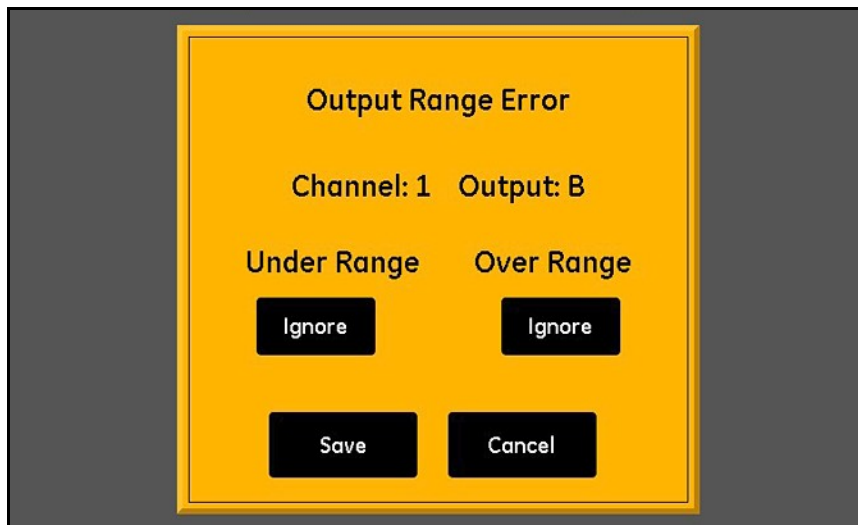 Output Range Error
Channel: 1 Output: B
Under Range Over Range
Ignore Ignore
Save Cancel